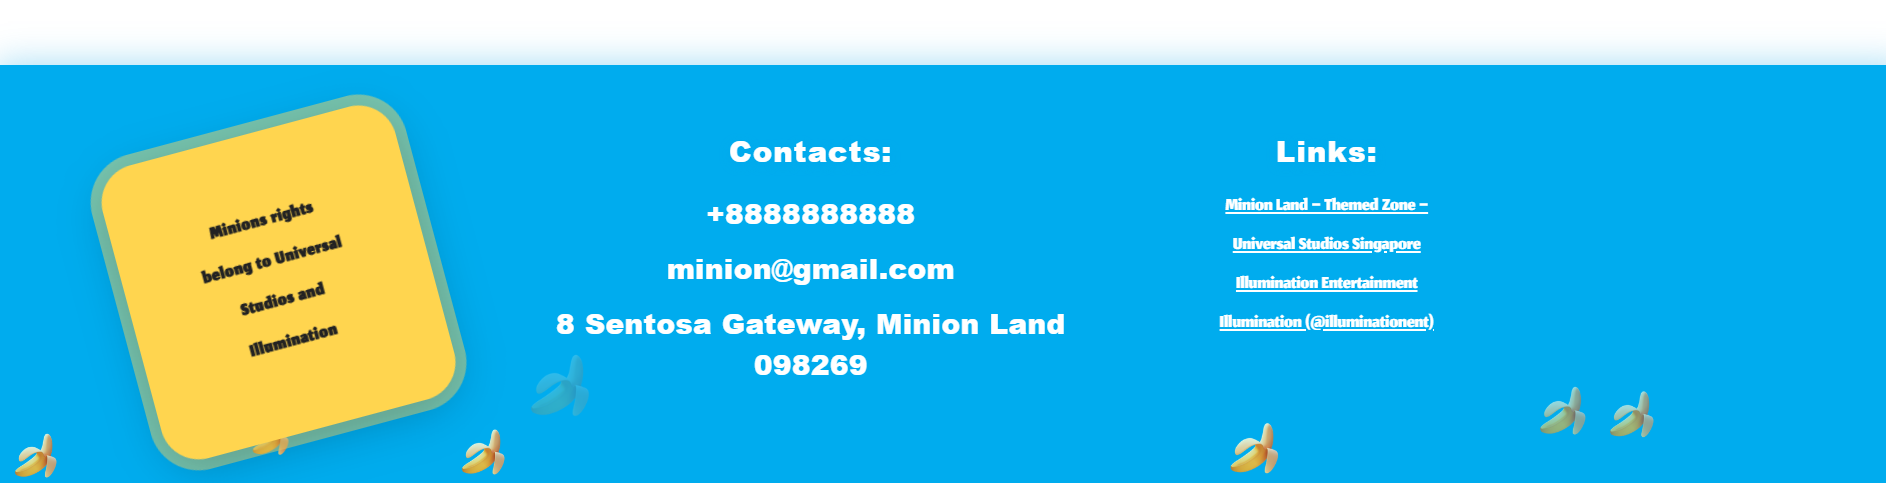 Minions rights
belong to Universal
Studios and
Illumination
Contacts:
+8888888888
minion@gmail.com
8 Sentosa Gateway, Minion Land
098269
Links:
Minion Land – Themed Zone –
Universal Studios Singapore
Illumination Entertainment
Illumination (@illuminationent)